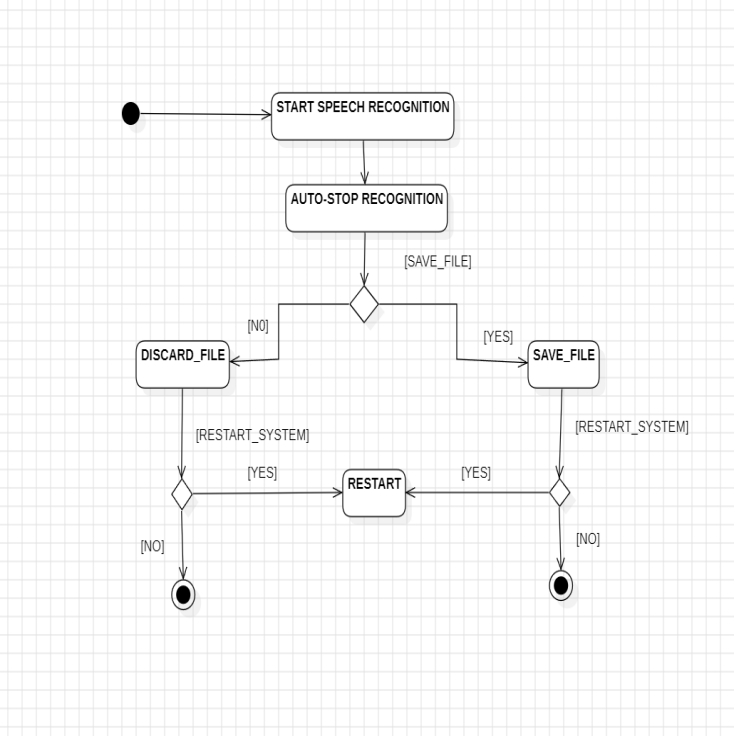 START SPEECH RECOGNITION
AUTO-STOP RECOGNITION
[SAVE_FILE]
[N0]
[YES]
DISCARD_FILE
SAVE_FILE
[RESTART_SYSTEM]
[RESTART_SYSTEM]
[YES]
RESTART
[YES]
[NO]
[NO]